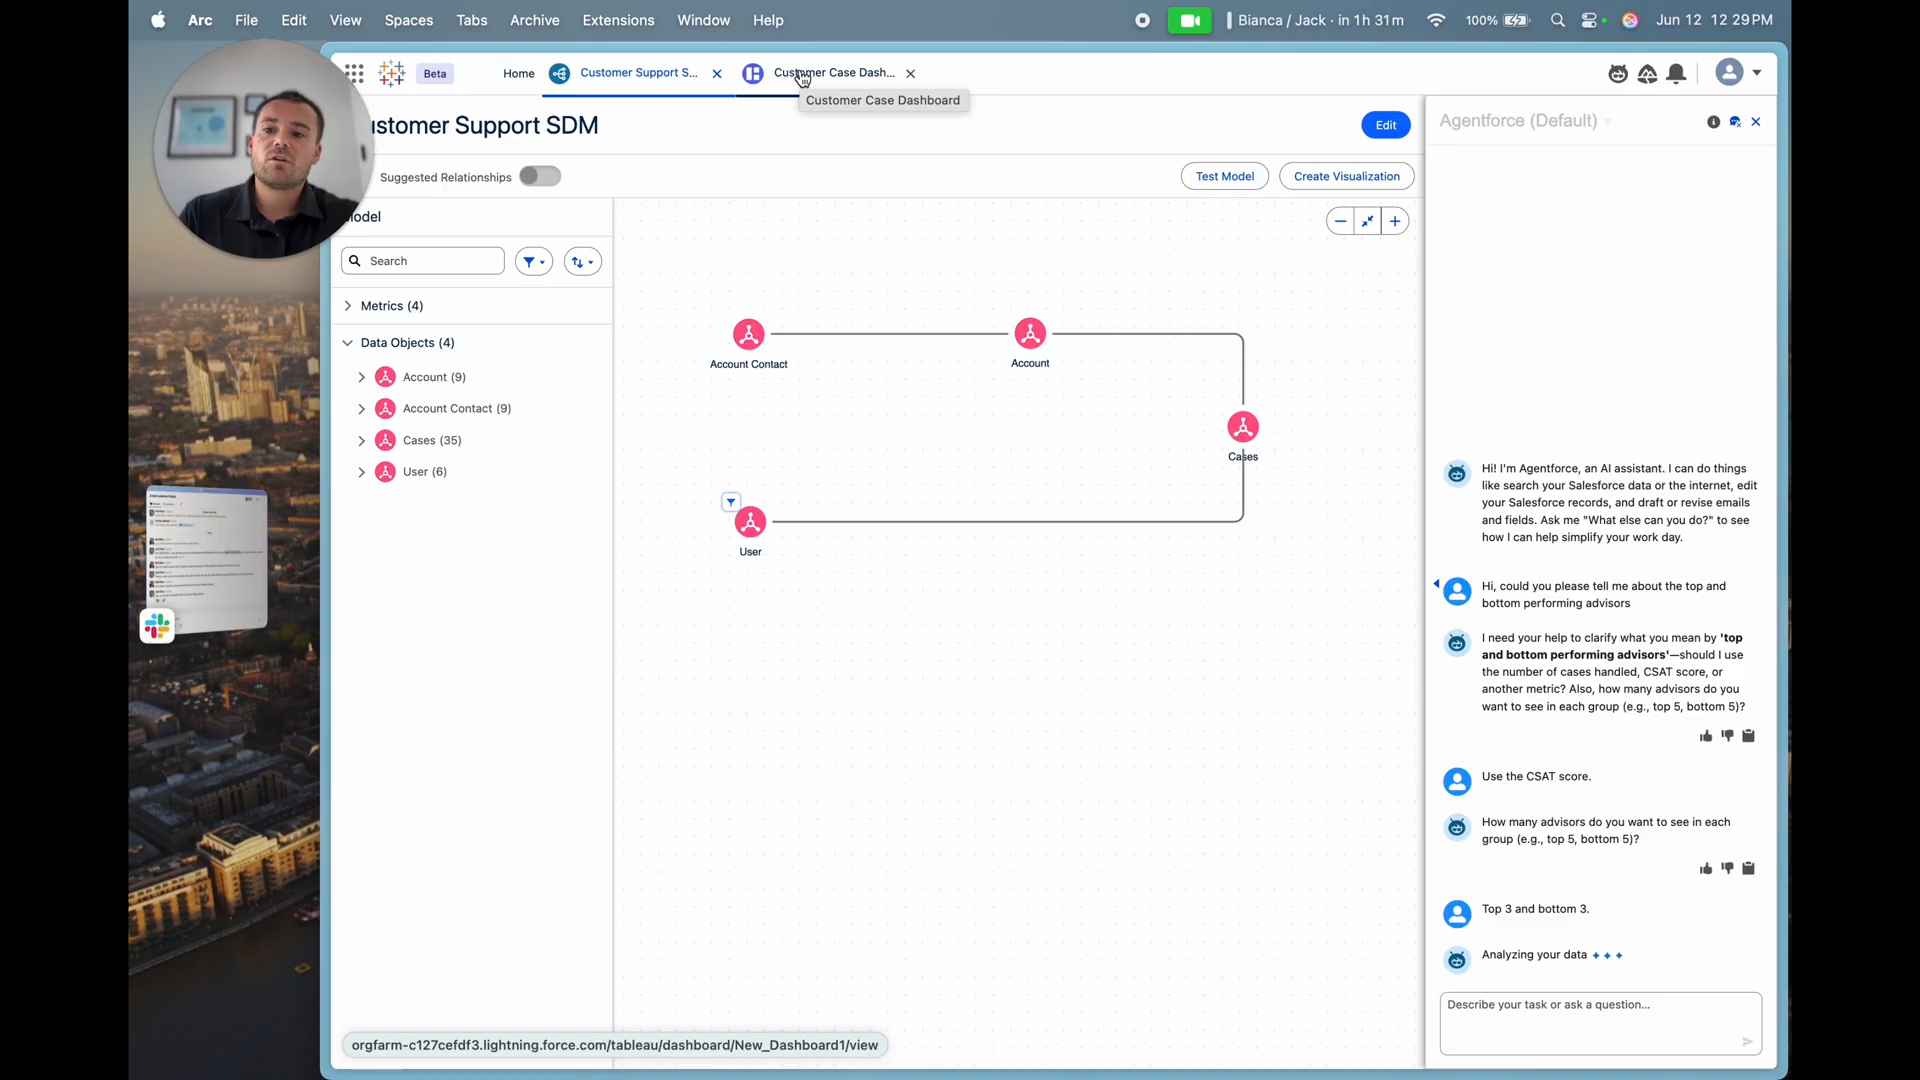 Arc File Edit View Spaces Tabs Archive Extensions Window Help
Bianca / Jack · in 1h 31m 100% Jun 12 12 29PM
Beta Home Customer Support S... Customer Case Dash...
Customer Case Dashboard
ustomer Support SDM
Edit
Suggested Relationships
Test Model
Create Visualization
odel
Search
Metrics (4)
Data Objects (4)
Account (9)
Account Contact (9)
Cases (35)
User (6)
Account Contact
Account
Cases
User
Agentforce (Default)
Hi! I'm Agentforce, an AI assistant. I can do things
like search your Salesforce data or the internet, edit
your Salesforce records, and draft or revise emails
and fields. Ask me "What else can you do?" to see
how I can help simplify your work day.
Hi, could you please tell me about the top and
bottom performing advisors
I need your help to clarify what you mean by 'top
and bottom performing advisors'—should I use
the number of cases handled, CSAT score, or
another metric? Also, how many advisors do you
want to see in each group (e.g., top 5, bottom 5)?
Use the CSAT score.
How many advisors do you want to see in each
group (e.g., top 5, bottom 5)?
Top 3 and bottom 3.
Analyzing your data
Describe your task or ask a question...
orgfarm-c127cefdf3.lightning.force.com/tableau/dashboard/New_Dashboard1/view